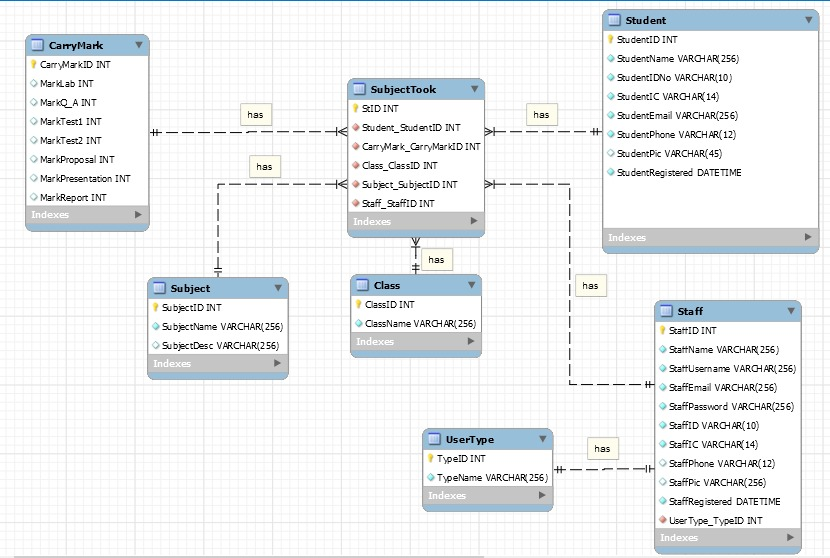 CarryMark
CarryMarkID INT
MarkLab INT
MarkQ_A INT
MarkTest1 INT
MarkTest2 INT
MarkProposal INT
MarkPresentation INT
MarkReport INT
Indexes
has
has
SubjectTook
StID INT
Student_StudentID INT
CarryMark_CarryMarkID INT
Class_ClassID INT
Subject_SubjectID INT
Staff_StaffID INT
Indexes
has
Student
StudentID INT
StudentName VARCHAR(256)
StudentIDNo VARCHAR(10)
StudentIC VARCHAR(14)
StudentEmail VARCHAR(256)
StudentPhone VARCHAR(12)
StudentPic VARCHAR(45)
StudentRegistered DATETIME
Indexes
has
has
Subject
SubjectID INT
SubjectName VARCHAR(256)
SubjectDesc VARCHAR(256)
Indexes
Class
ClassID INT
ClassName VARCHAR(256)
Indexes
Staff
StaffID INT
StaffName VARCHAR(256)
StaffUsername VARCHAR(256)
StaffEmail VARCHAR(256)
StaffPassword VARCHAR(256)
StaffID VARCHAR(10)
StaffIC VARCHAR(14)
StaffPhone VARCHAR(12)
StaffPic VARCHAR(256)
StaffRegistered DATETIME
UserType_TypeID INT
Indexes
UserType
TypeID INT
TypeName VARCHAR(256)
Indexes
has